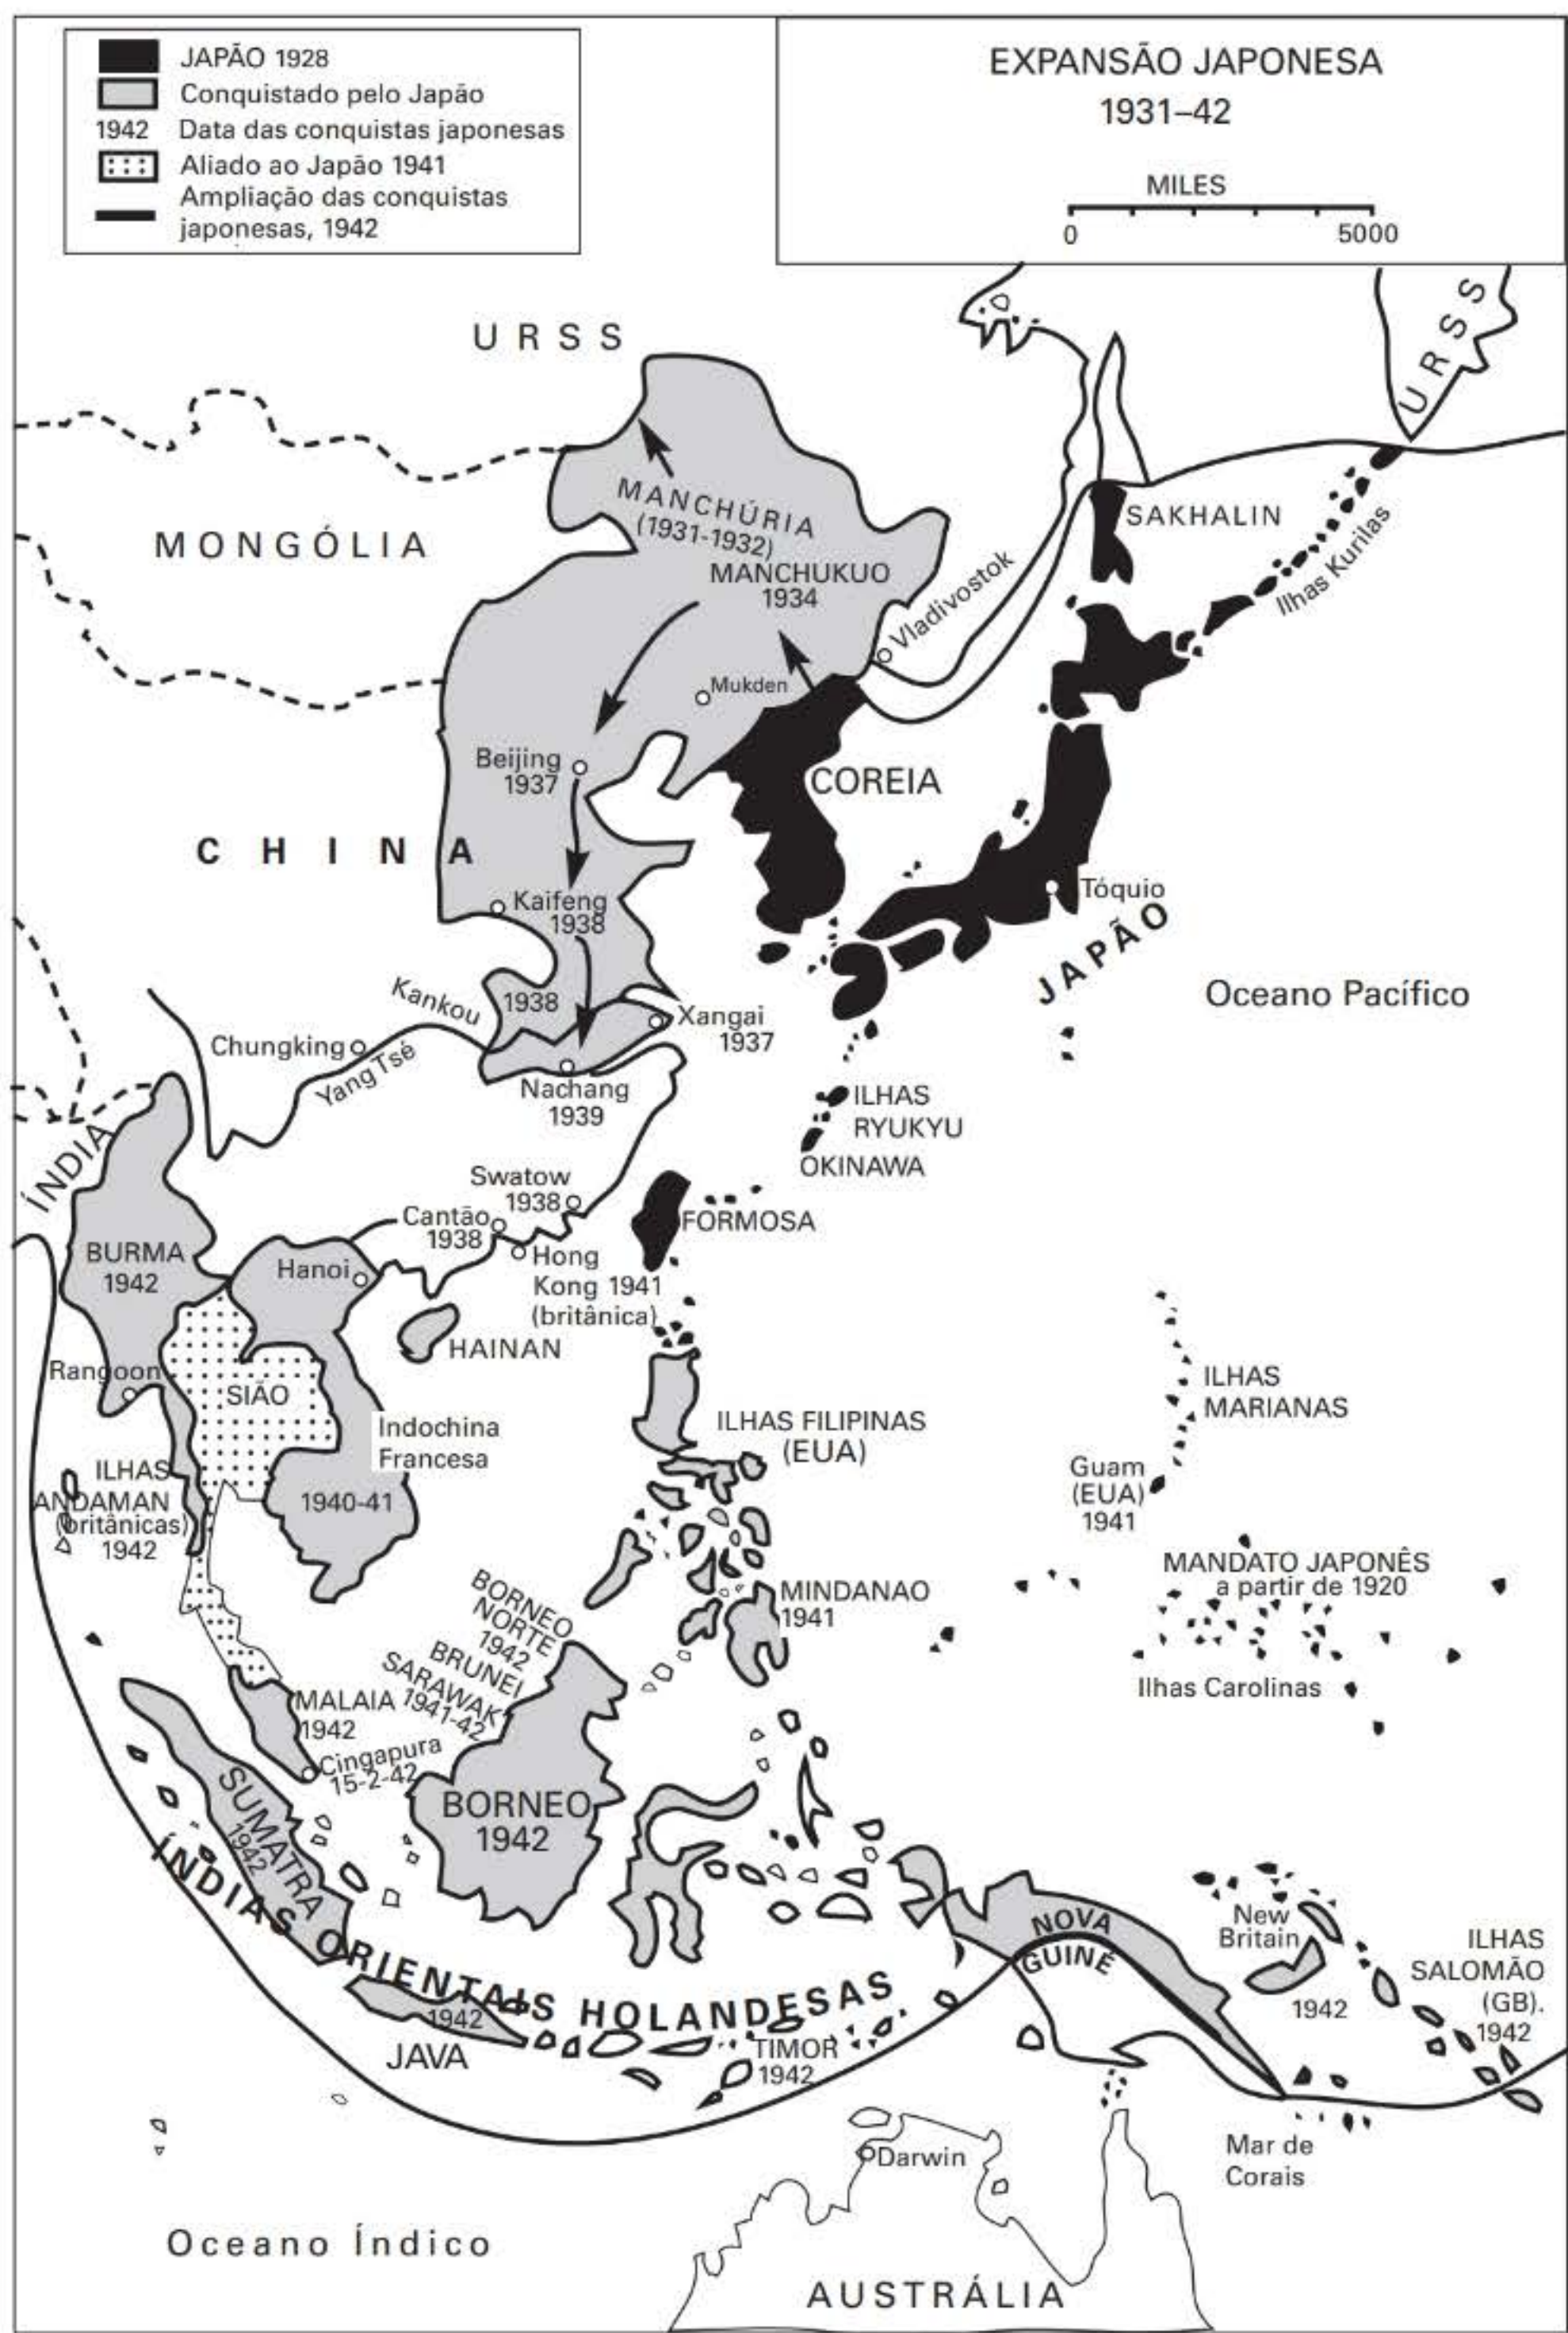 JAPÃO 1928
Conquistado pelo Japão
1942 Data das conquistas japonesas
Aliado ao Japão 1941
Ampliação das conquistas
japonesas, 1942
EXPANSÃO JAPONESA
1931–42
MILES
0 5000
URSS
URSS
MONGÓLIA
MANCHÚRIA
(1931-1932)
MANCHUKUO
1934
SAKHALIN
Ilhas Kurilas
Vladivostok
Mukden
Beijing
1937
COREIA
CHINA
Kaifeng
1938
Tóquio
JAPÃO
Oceano Pacífico
Kankou
1938
Xangai
1937
Chungking
Yang Tsé
Nachang
1939
ILHAS
RYUKYU
OKINAWA
ÍNDIA
Swatow
1938
Cantão
1938
FORMOSA
BURMA
1942
Hanoi
Hong
Kong 1941
(britânica)
HAINAN
Rangoon
SIÃO
ILHAS
MARIANAS
Indochina
Francesa
ILHAS FILIPINAS
(EUA)
ILHAS
ANDAMAN
(britânicas)
1942
1940-41
Guam
(EUA)
1941
MANDATO JAPONÊS
a partir de 1920
BORNEO
NORTE
1942
BRUNEI
SARAWAK
1941-42
MINDANAO
1941
Ilhas Carolinas
MALAIA
1942
Cingapura
15-2-42
SUMATRA
1942
BORNEO
1942
ÍNDIAS ORIENTAIS HOLANDESAS
NOVA
GUINÉ
New
Britain
1942
ILHAS
SALOMÃO
(GB).
1942
1942
JAVA
TIMOR
1942
Darwin
Mar de
Corais
Oceano Índico
AUSTRÁLIA